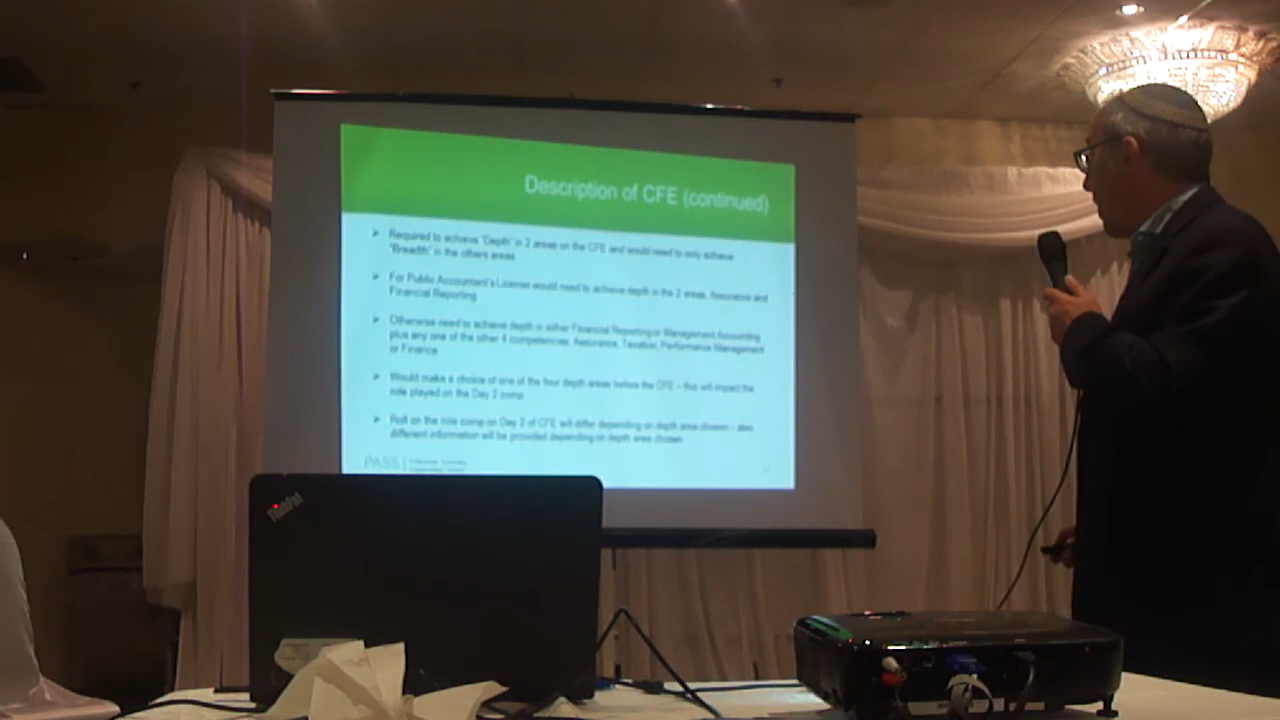 Description of CFE (continued)
➢ Required to achieve "Depth" in 2 areas on the CFE and would need to only achieve
"Breadth" in the others areas
➢ For Public Accountant's License would need to achieve depth in the 2 areas, Assurance and
Financial Reporting
➢ Otherwise need to achieve depth in either Financial Reporting or Management Accounting
plus any one of the other 4 competencies: Assurance, Taxation, Performance Management
or Finance
➢ Would make a choice of one of the four depth areas before the CFE – this will impact the
role played on the Day 2 comp
➢ Roll on the role comp on Day 2 of CFE will differ depending on depth area chosen – also
different information will be provided depending on depth area chosen
PASS
ThinkPad